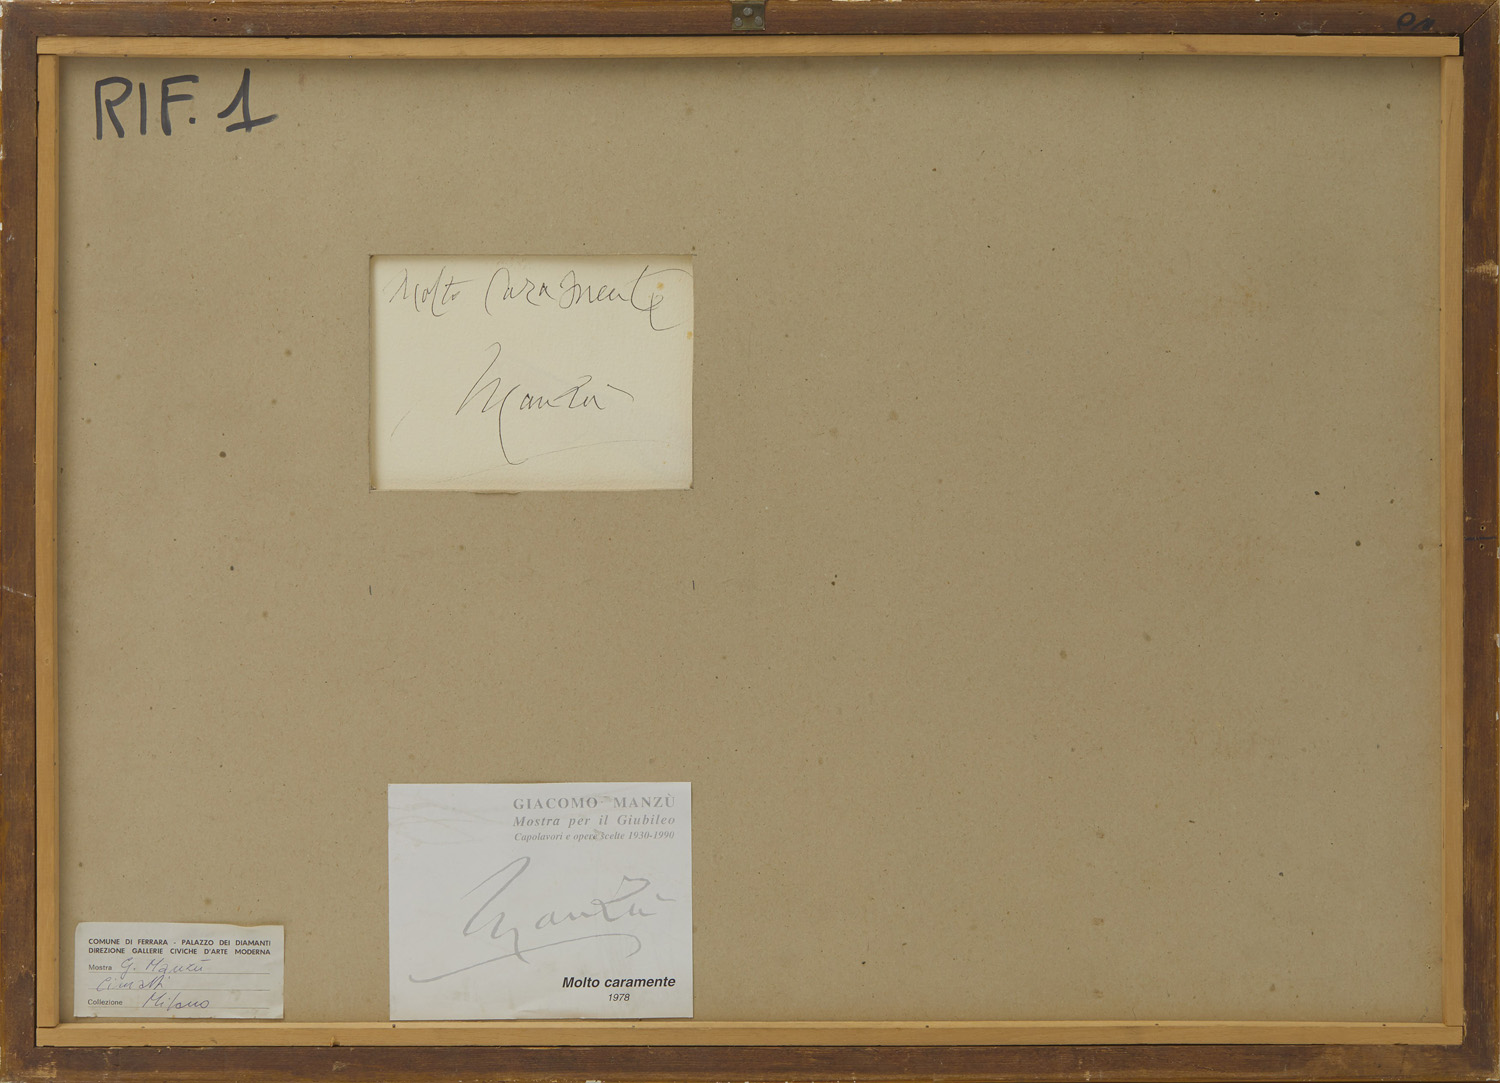 RIF. 1
Molto Caramente
Manzù
GIACOMO MANZÙ
Mostra per il Giubileo
Capolavori e opere scelte 1930-1990
Manzù
Molto caramente
1978
COMUNE DI FERRARA - PALAZZO DEI DIAMANTI
DIREZIONE GALLERIE CIVICHE D'ARTE MODERNA
Mostra G. Manzù
Collezione Milano